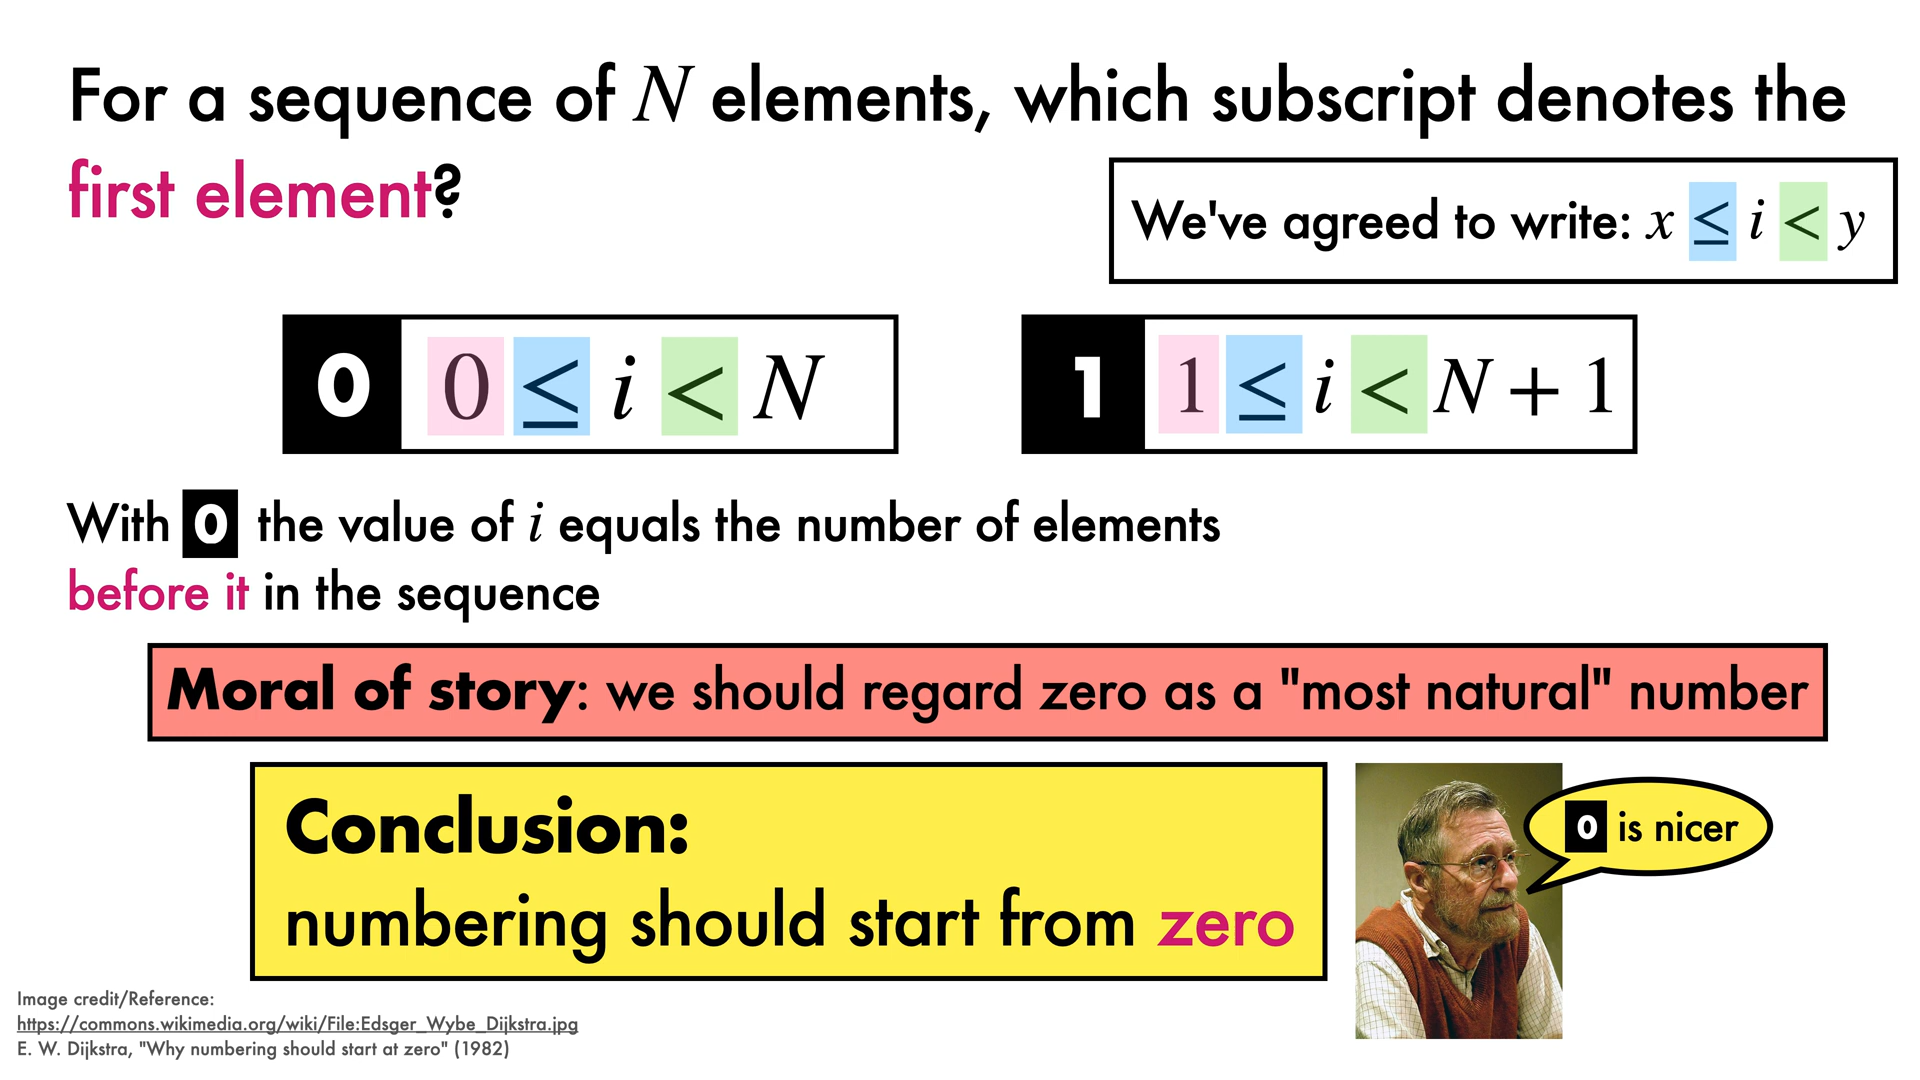 For a sequence of N elements, which subscript denotes the
first element?
We've agreed to write: x ≤ i < y
0 0 ≤ i < N
1 1 ≤ i < N + 1
With 0 the value of i equals the number of elements
before it in the sequence
Moral of story: we should regard zero as a "most natural" number
Conclusion:
numbering should start from zero
0 is nicer
Image credit/Reference:
https://commons.wikimedia.org/wiki/File:Edsger_Wybe_Dijkstra.jpg
E. W. Dijkstra, "Why numbering should start at zero" (1982)